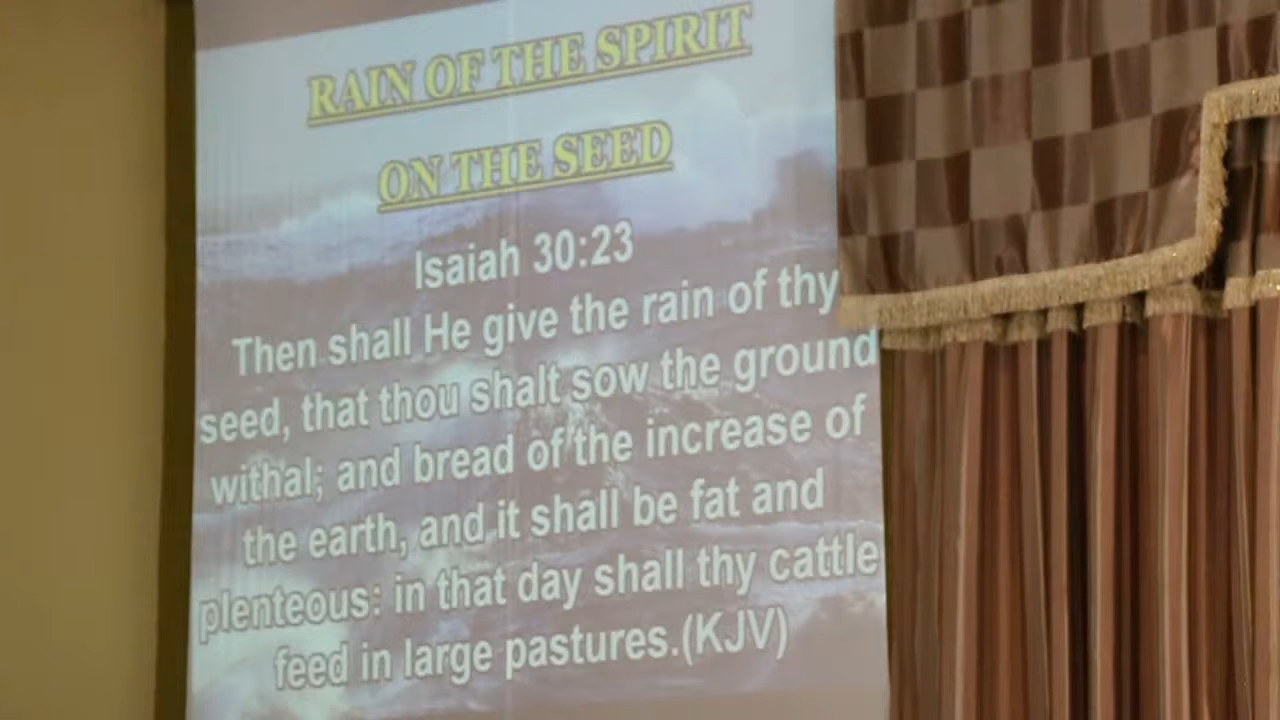 RAIN OF THE SPIRIT
ON THE SEED
Isaiah 30:23
Then shall He give the rain of thy
seed, that thou shalt sow the ground
withal; and bread of the increase of
the earth, and it shall be fat and
plenteous: in that day shall thy cattle
feed in large pastures.(KJV)